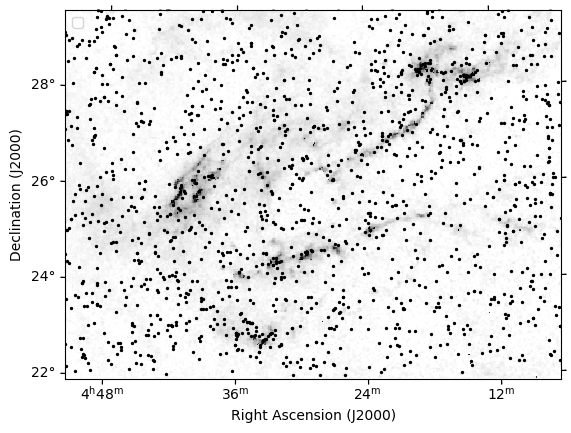 28°
26°
24°
22°
Declination (J2000)
4ʰ48ᵐ 36ᵐ 24ᵐ 12ᵐ
Right Ascension (J2000)